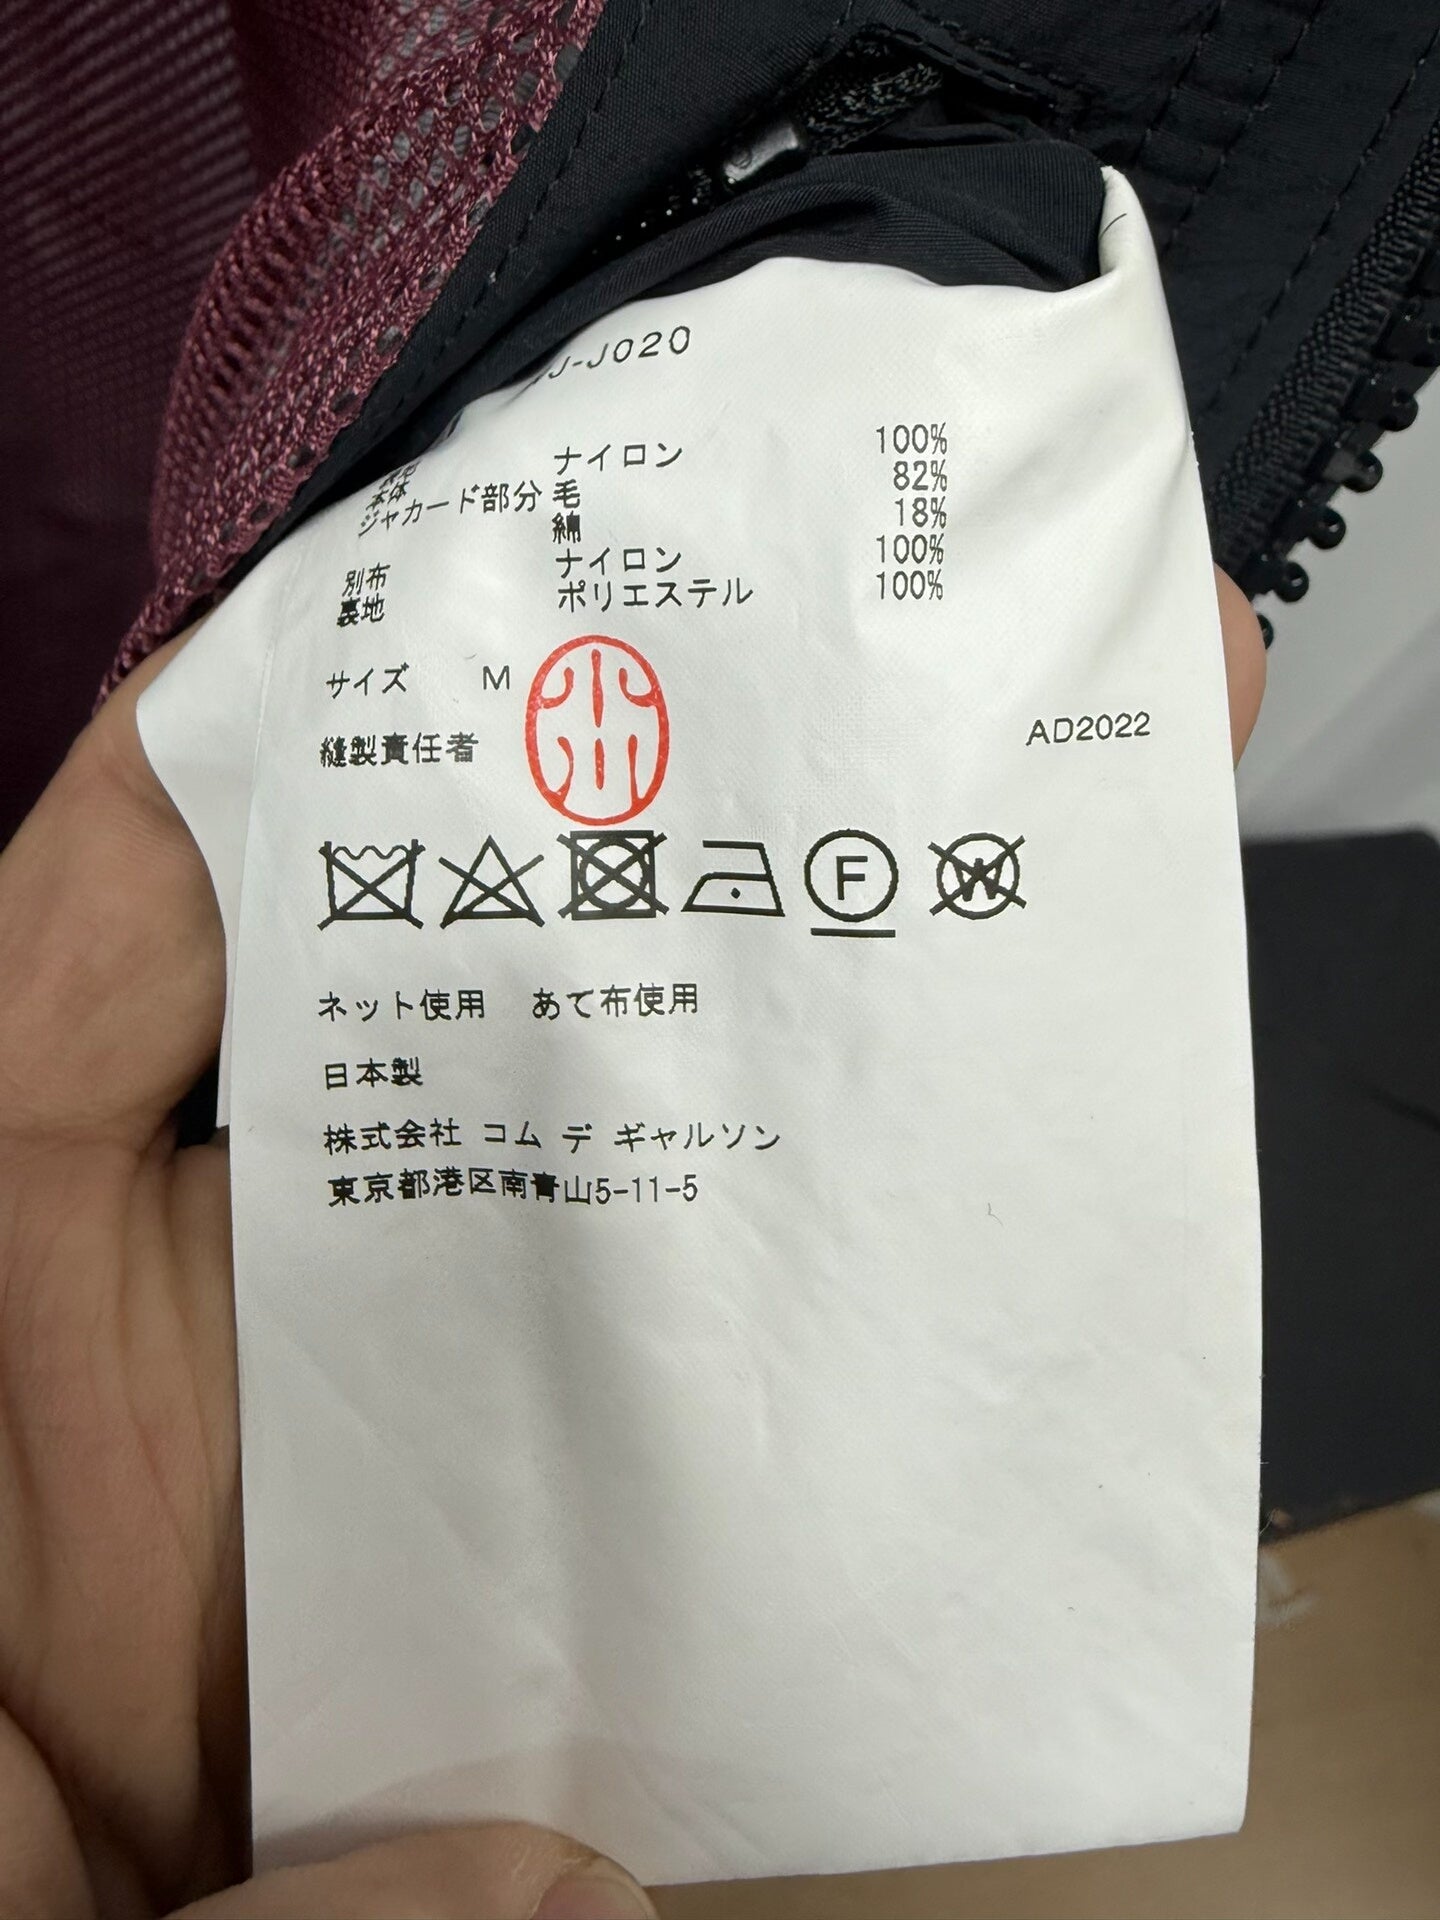 J-J020
本体 ナイロン 100%
ジャカード部分 毛 82%
綿 18%
別布 ナイロン 100%
裏地 ポリエステル 100%
サイズ M
縫製責任者
AD2022
F
W
ネット使用 あて布使用
日本製
株式会社 コム デ ギャルソン
東京都港区南青山5-11-5